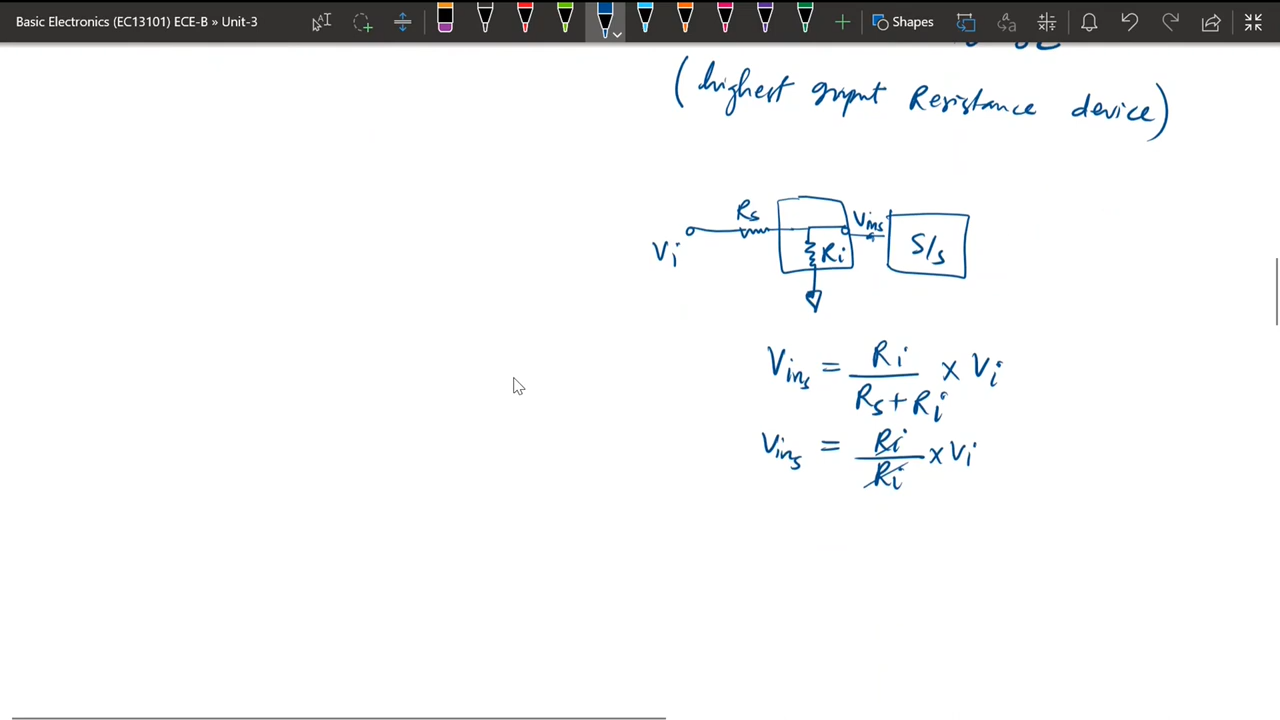 Basic Electronics (EC13101) ECE-B » Unit-3
Shapes
(highest input Resistance device)
Rs
Vins
Vi
Ri
S/s
Vins = Ri / Rs + Ri × Vi
Vins = Ri / Ri × Vi